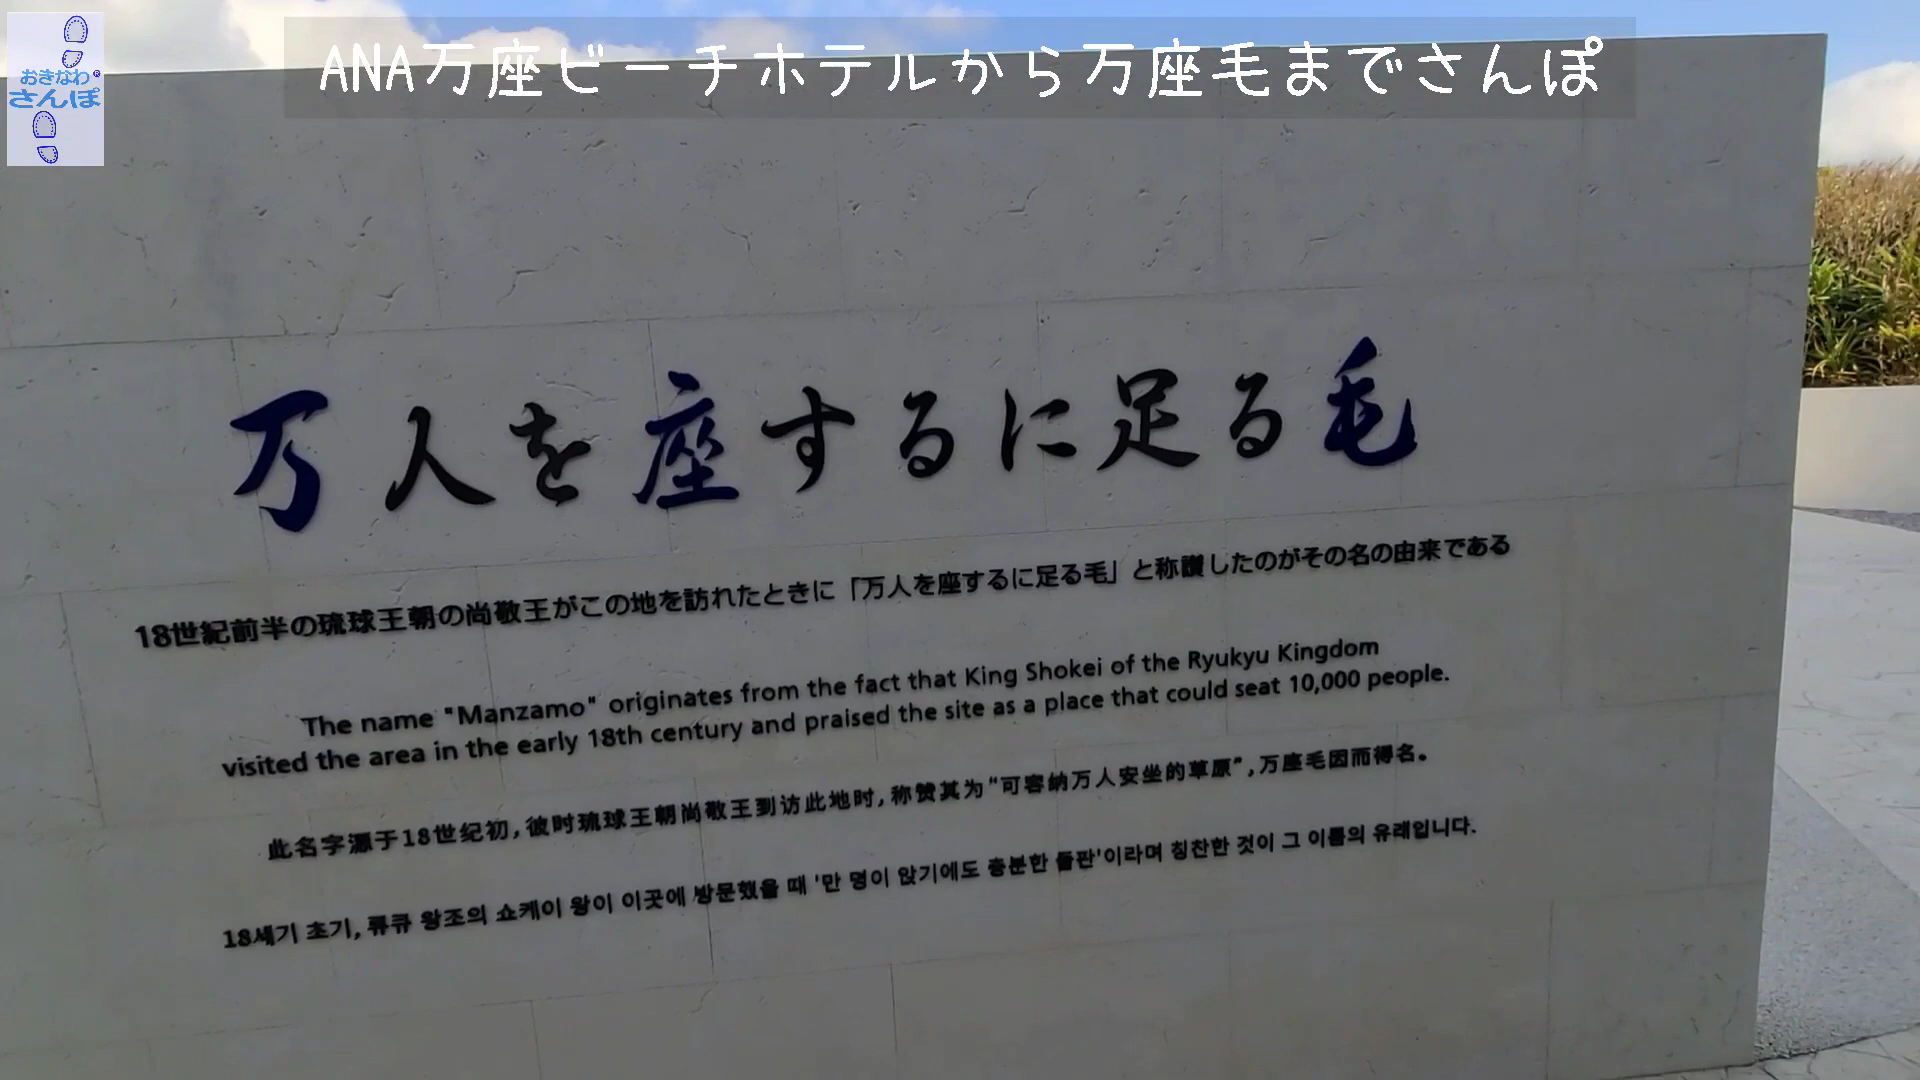 おきなわ®
さんぽ
ANA万座ビーチホテルから万座毛までさんぽ
万人を座するに足る毛
18世紀前半の琉球王朝の尚敬王がこの地を訪れたときに「万人を座するに足る毛」と称讃したのがその名の由来である
The name "Manzamo" originates from the fact that King Shokei of the Ryukyu Kingdom
visited the area in the early 18th century and praised the site as a place that could seat 10,000 people.
此名字源于18世纪初，彼时琉球王朝尚敬王到访此地时，称赞其为“可容纳万人安坐的草原”，万座毛因而得名。
18세기 초기, 류큐 왕조의 쇼케이 왕이 이곳에 방문했을 때 '만 명이 앉기에도 충분한 들판'이라며 칭찬한 것이 그 이름의 유래입니다.